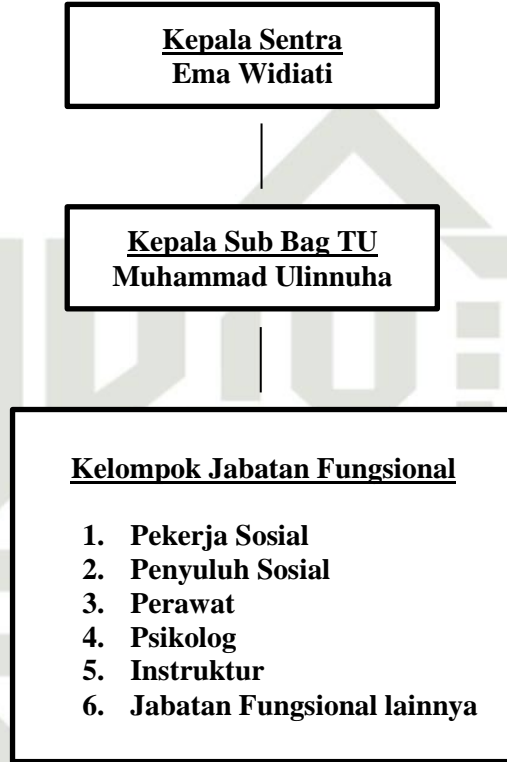 Kepala Sentra
Ema Widiati
Kepala Sub Bag TU
Muhammad Ulinnuha
Kelompok Jabatan Fungsional
1. Pekerja Sosial
2. Penyuluh Sosial
3. Perawat
4. Psikolog
5. Instruktur
6. Jabatan Fungsional lainnya